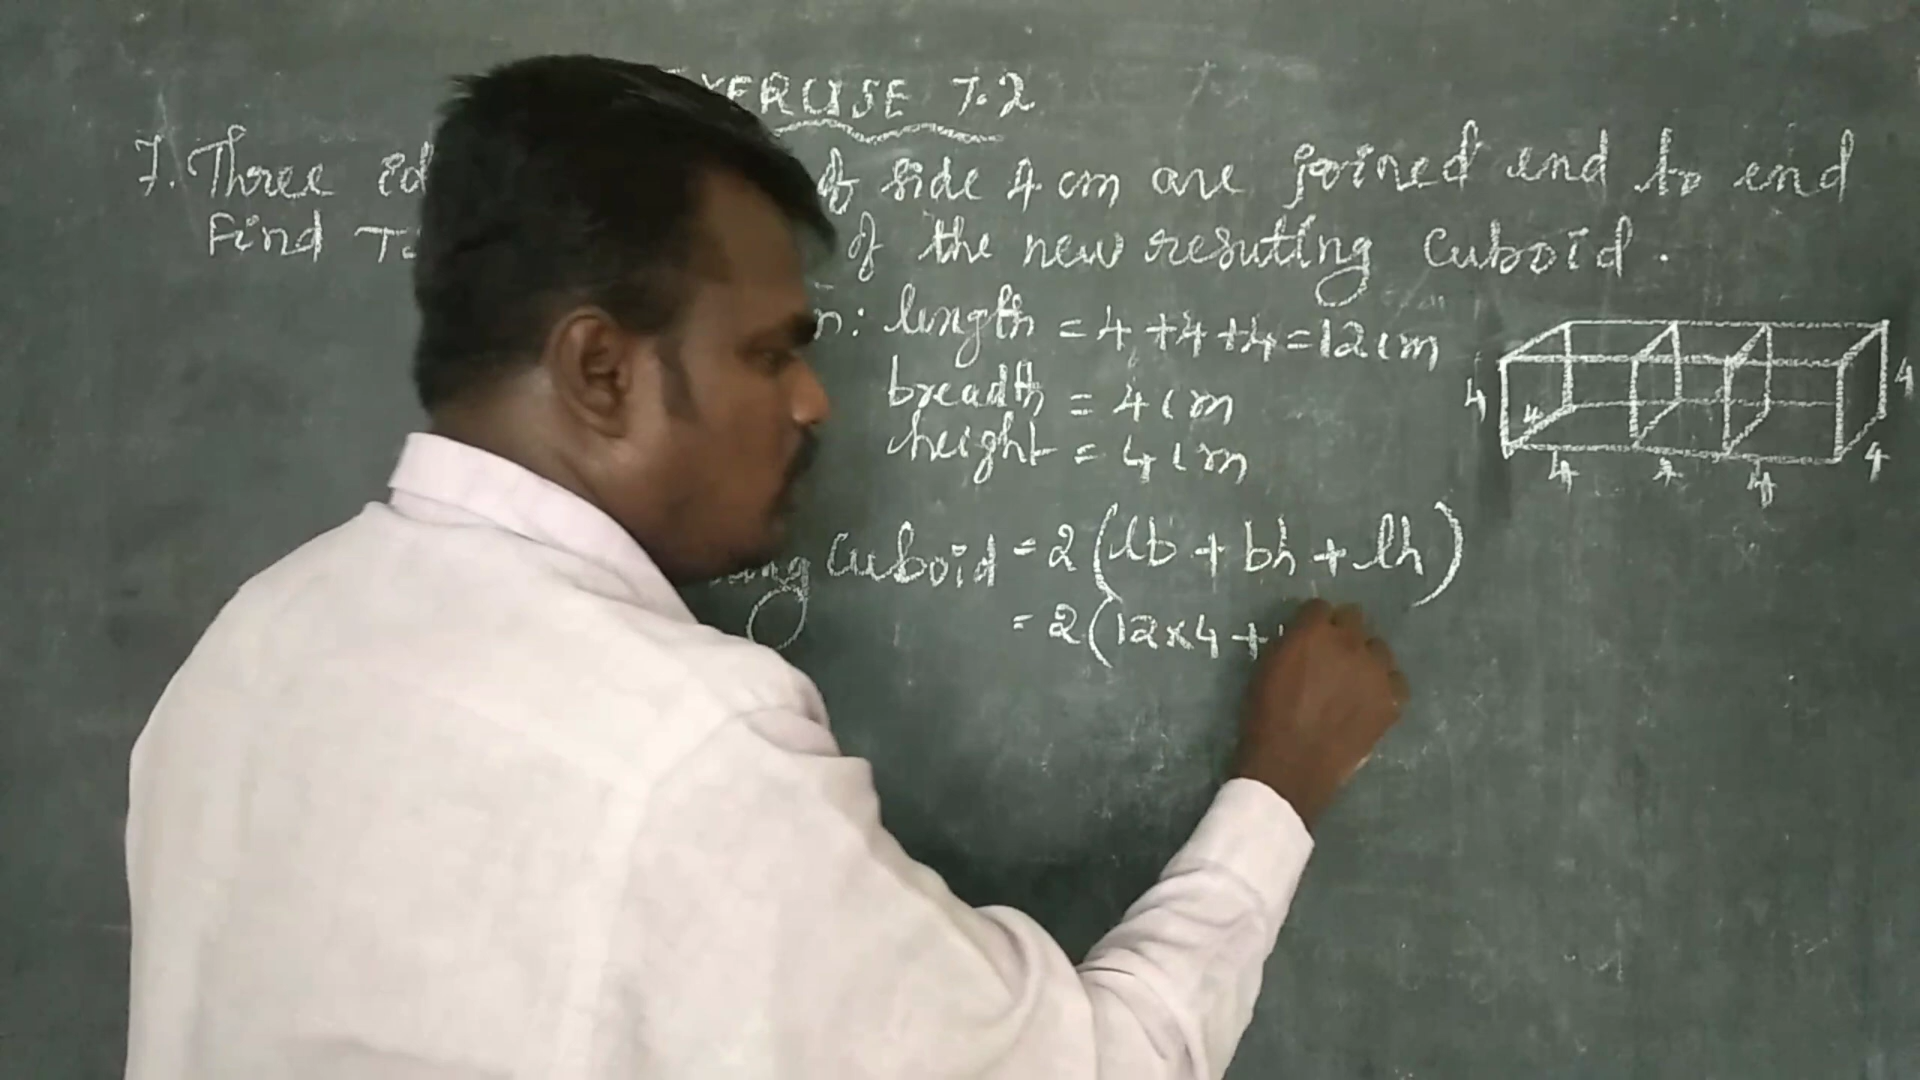 EXERCISE 7.2
7. Three of side 4 cm are joined end to end
Find of the new resuting cuboid.
length = 4 + 4 + 4 = 12 cm
breadth = 4 cm
height = 4 cm
4
4
4
4
4
4
4
cuboid = 2 (lb + bh + lh)
= 2 (12 x 4 +